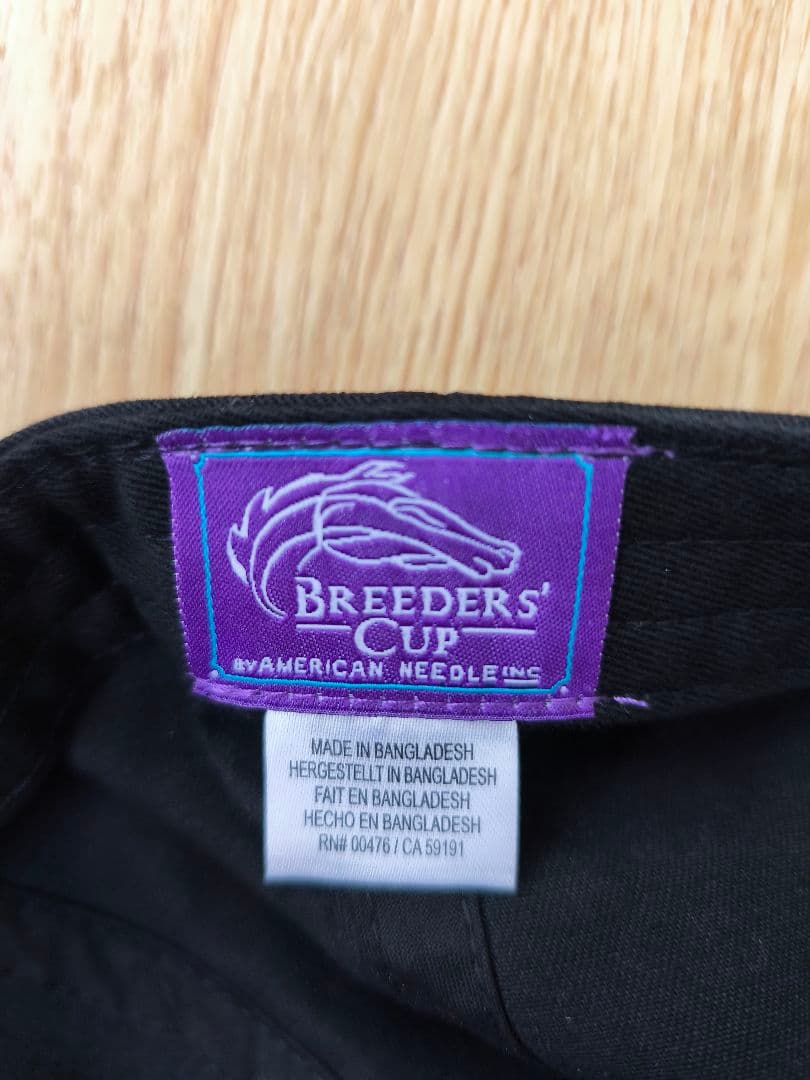 BREEDERS'
CUP
BY AMERICAN NEEDLE INC
MADE IN BANGLADESH
HERGESTELLT IN BANGLADESH
FAIT EN BANGLADESH
HECHO EN BANGLADESH
RN# 00476 / CA 59191